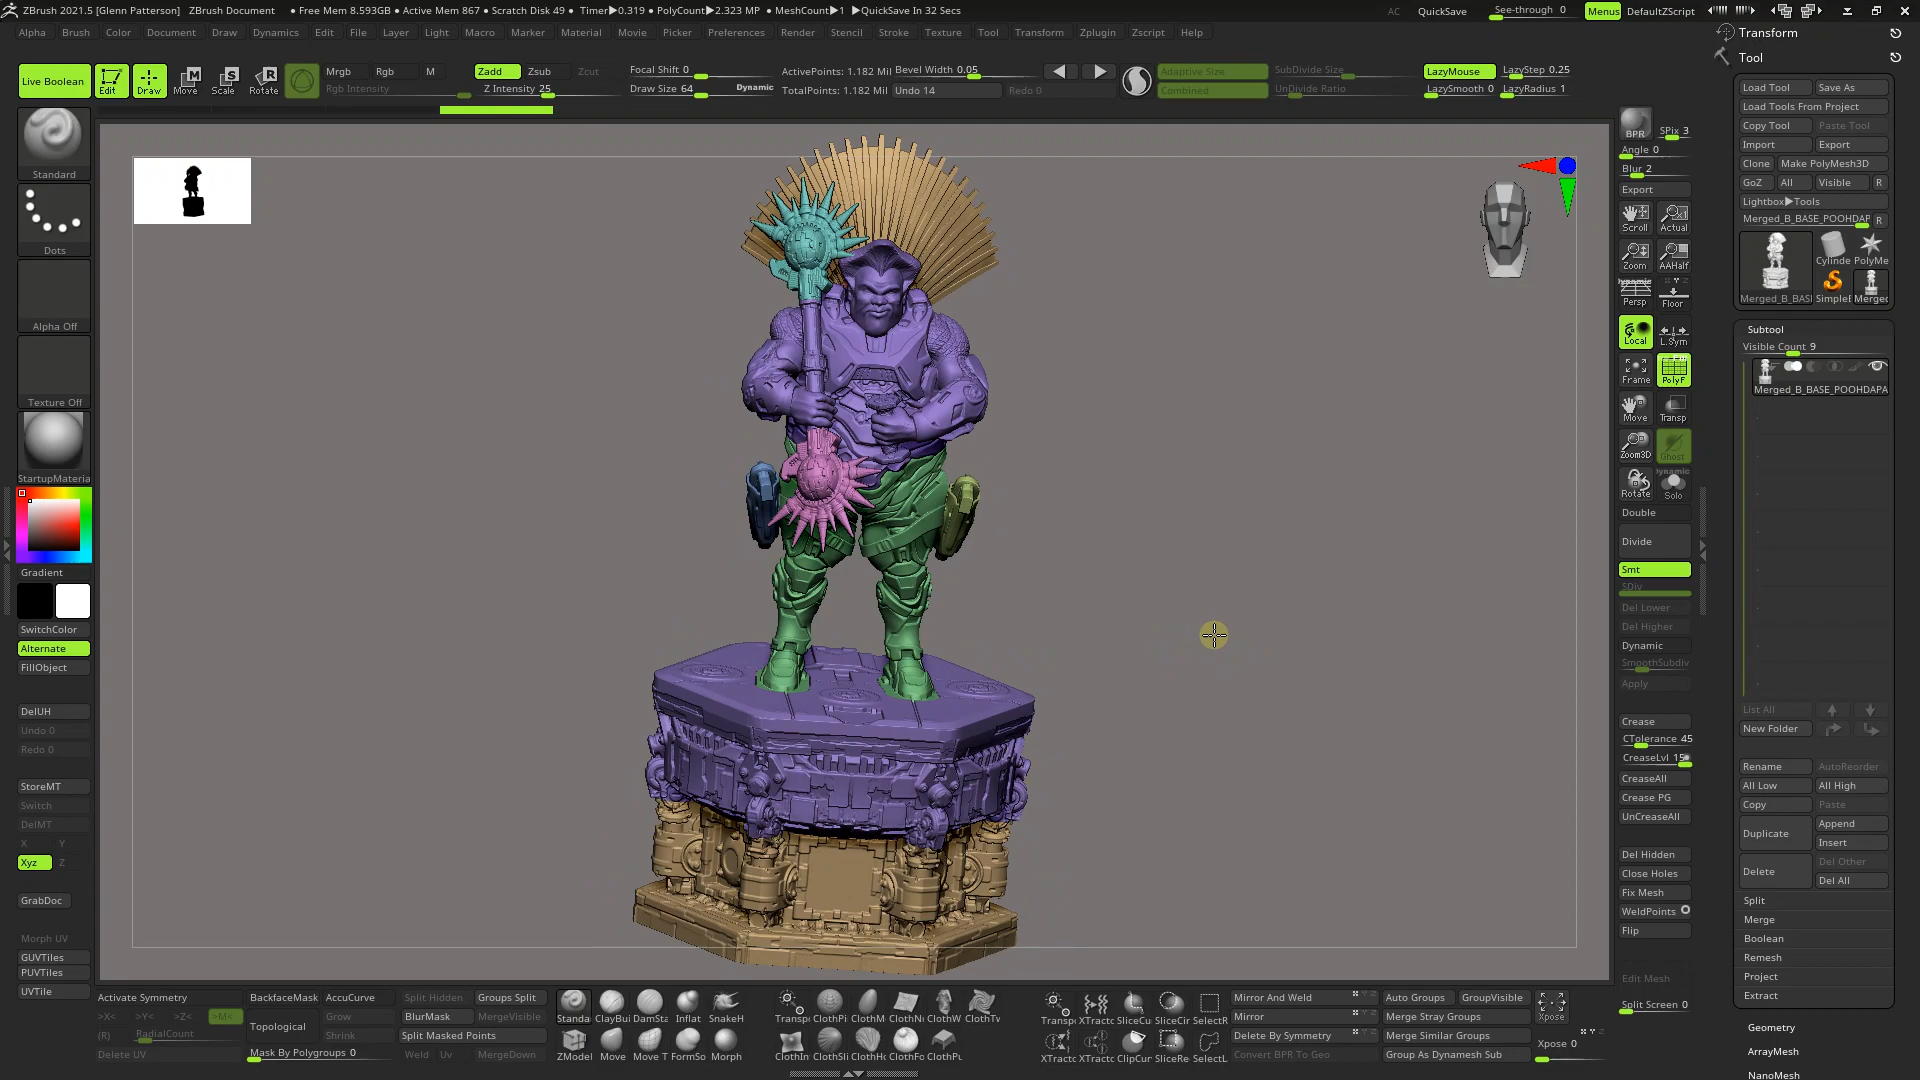 ZBrush 2021.5 [Glenn Patterson] ZBrush Document • Free Mem 8.593GB • Active Mem 867 • Scratch Disk 49 • Timer▶0.319 • PolyCount▶2.323 MP • MeshCount▶1 ▶QuickSave In 32 Secs AC QuickSave See-through 0 Menus DefaultZScript
Alpha Brush Color Document Draw Dynamics Edit File Layer Light Macro Marker Material Movie Picker Preferences Render Stencil Stroke Texture Tool Transform Zplugin Zscript Help
Transform
Tool
Live Boolean Edit Draw Move Scale Rotate
Mrgb Rgb M
Rgb Intensity
Zadd Zsub Zcut
Z Intensity 25
Focal Shift 0
Draw Size 64 Dynamic
ActivePoints: 1.182 Mil Bevel Width 0.05
TotalPoints: 1.182 Mil Undo 14 Redo 0
Adaptive Size
Combined
SubDivide Size
UnDivide Ratio
LazyMouse LazyStep 0.25
LazySmooth 0 LazyRadius 1
Standard
Dots
Alpha Off
Texture Off
StartupMateria
Gradient
SwitchColor
Alternate
FillObject
DelUH
Undo 0
Redo 0
StoreMT
Switch
DelMT
X Y
Xyz Z
GrabDoc
Morph UV
GUVTiles
PUVTiles
UVTile
BPR SPix 3
Angle 0
Blur 2
Export
Scroll Actual
Zoom AAHalf
Dynamic
Persp Floor
Local L.Sym
Frame PolyF
Move Transp
Zoom3D Ghost
Dynamic
Rotate Solo
Double
Divide
Smt
SDiv
Del Lower
Del Higher
Dynamic
SmoothSubdiv
Apply
Crease
CTolerance 45
CreaseLvl 15
CreaseAll
Crease PG
UnCreaseAll
Del Hidden
Close Holes
Fix Mesh
WeldPoints
Flip
Edit Mesh
Split Screen 0
Load Tool Save As
Load Tools From Project
Copy Tool Paste Tool
Import Export
Clone Make PolyMesh3D
GoZ All Visible R
Lightbox▶Tools
Merged_B_BASE_POOHDAP R
Cylinde PolyMe
Merged_B_BAS SimpleB Merged
Subtool
Visible Count 9
Merged_B_BASE_POOHDAPA
List All
New Folder
Rename AutoReorder
All Low All High
Copy Paste
Duplicate Append
Insert
Delete Del Other
Del All
Split
Merge
Boolean
Remesh
Project
Extract
Geometry
ArrayMesh
NanoMesh
Activate Symmetry
>X< >Y< >Z< >M<
(R) RadialCount
Delete UV
BackfaceMask AccuCurve
Topological Grow
Shrink
Mask By Polygroups 0
Split Hidden Groups Split
BlurMask MergeVisible
Split Masked Points
Weld Uv MergeDown
Standa ClayBui DamSta Inflat SnakeH
ZModel Move Move T FormSo Morph
Transp ClothPi ClothM ClothNu ClothW ClothTw
ClothIn ClothSli ClothHo ClothFo ClothPu
Transp XTractc SliceCu SliceCir SelectR
XTractc XTractc ClipCur SliceRe SelectL
Mirror And Weld
Mirror
Delete By Symmetry
Convert BPR To Geo
Auto Groups GroupVisible
Merge Stray Groups
Merge Similar Groups
Group As Dynamesh Sub
Xpose
Xpose 0